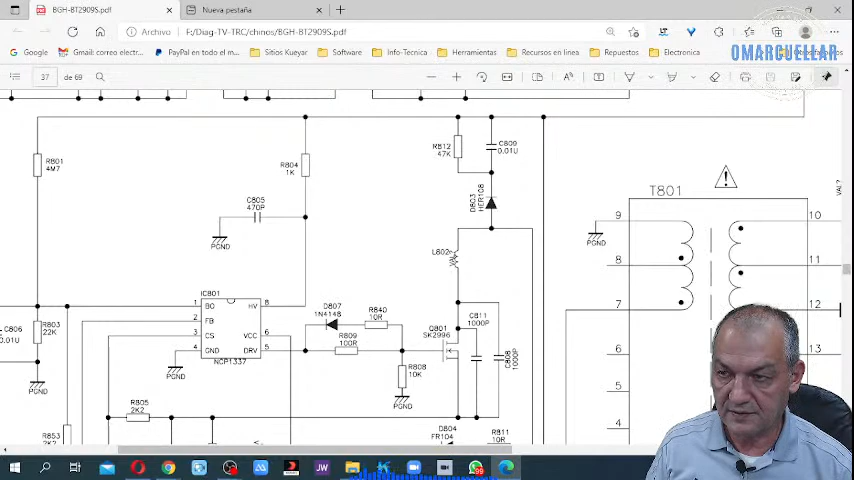 BGH-BT2909S.pdf
Nueva pestaña
Archivo
F:/Diag-TV-TRC/chinos/BGH-BT2909S.pdf
Google
Gmail: correo electr...
PayPal en todo el m...
Sitios Kueyar
Software
Info-Tecnica
Herramientas
Recursos en línea
Repuestos
Electronica
OMARCUELLAR
37
de 69
R801
4M7
R804
1K
C805
470P
PGND
R812
47K
C809
0.01U
D803
HER108
L802
T801
9
8
7
6
5
4
10
11
12
13
PGND
IC801
1
2
3
4
BO
FB
CS
GND
HV
VCC
DRV
8
6
5
NCP1337
PGND
D807
1N4148
R840
10R
R809
100R
R808
10K
PGND
Q801
SK2996
C811
1000P
C808
1000P
C806
0.01U
R803
22K
PGND
R805
2K2
R853
2K2
D804
FR104
R811
10R
JW
99